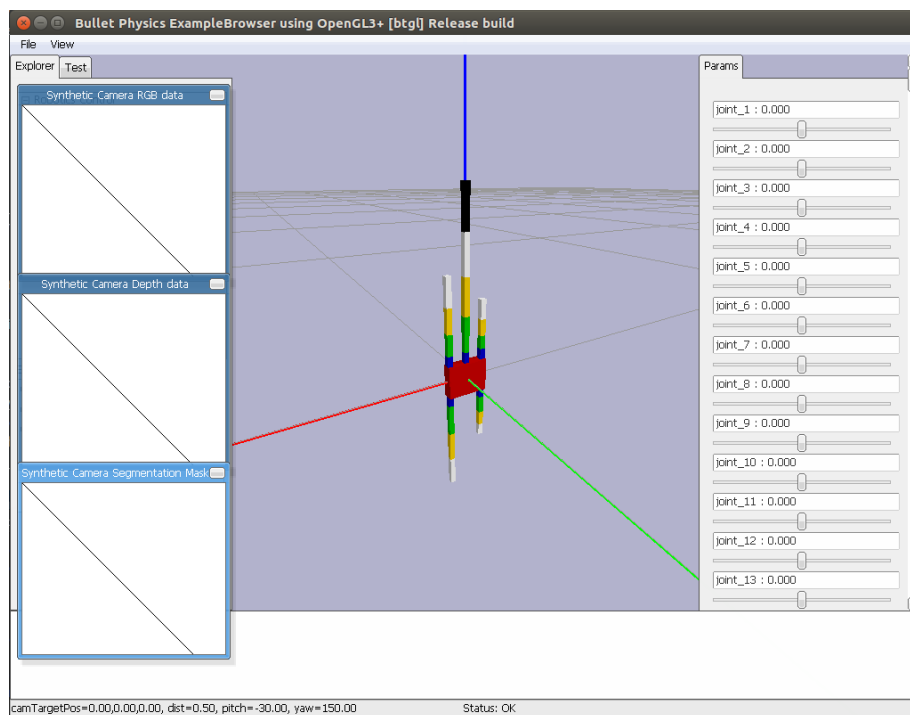 Bullet Physics ExampleBrowser using OpenGL3+ [btgl] Release build
File View
Explorer Test
Params
Synthetic Camera RGB data
Synthetic Camera Depth data
Synthetic Camera Segmentation Mask
joint_1 : 0.000
joint_2 : 0.000
joint_3 : 0.000
joint_4 : 0.000
joint_5 : 0.000
joint_6 : 0.000
joint_7 : 0.000
joint_8 : 0.000
joint_9 : 0.000
joint_10 : 0.000
joint_11 : 0.000
joint_12 : 0.000
joint_13 : 0.000
camTargetPos=0.00,0.00,0.00, dist=0.50, pitch=-30.00, yaw=150.00 Status: OK